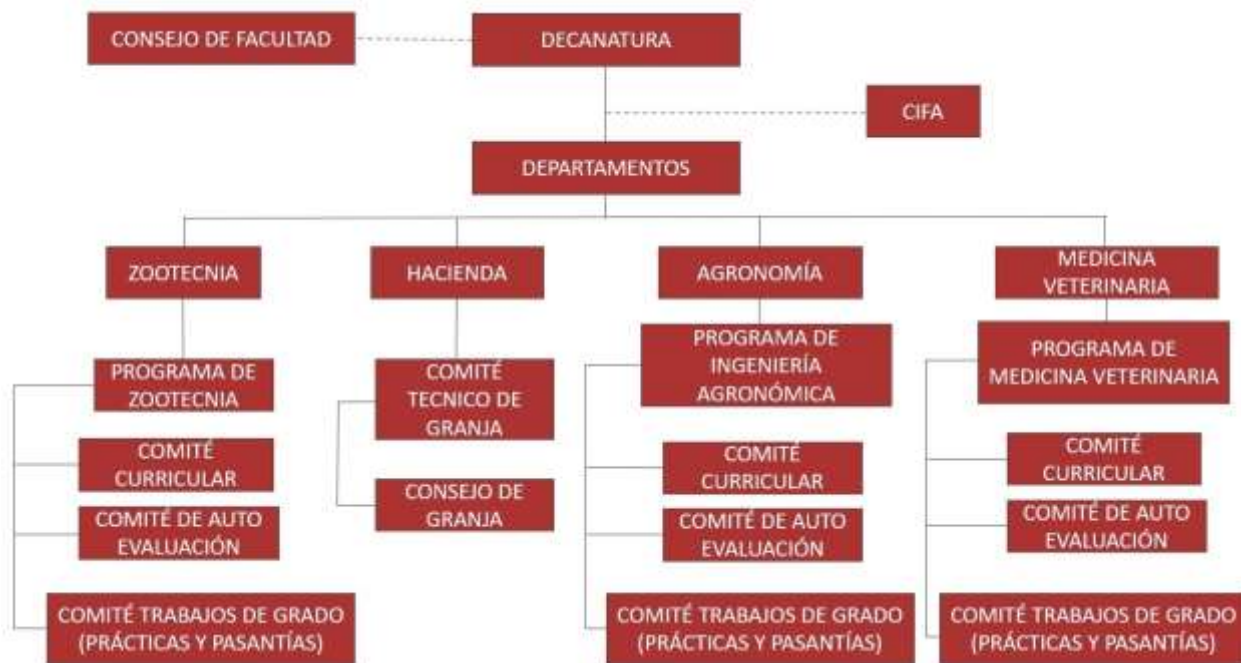 CONSEJO DE FACULTAD
DECANATURA
CIFA
DEPARTAMENTOS
ZOOTECNIA
HACIENDA
AGRONOMÍA
MEDICINA
VETERINARIA
PROGRAMA DE
ZOOTECNIA
COMITÉ
CURRICULAR
COMITÉ DE AUTO
EVALUACIÓN
COMITÉ TRABAJOS DE GRADO
(PRÁCTICAS Y PASANTÍAS)
COMITÉ
TECNICO DE
GRANJA
CONSEJO DE
GRANJA
PROGRAMA DE
INGENIERÍA
AGRONÓMICA
COMITÉ
CURRICULAR
COMITÉ DE AUTO
EVALUACIÓN
COMITÉ TRABAJOS DE GRADO
(PRÁCTICAS Y PASANTÍAS)
PROGRAMA DE
MEDICINA VETERINARIA
COMITÉ
CURRICULAR
COMITÉ DE AUTO
EVALUACIÓN
COMITÉ TRABAJOS DE GRADO
(PRÁCTICAS Y PASANTÍAS)